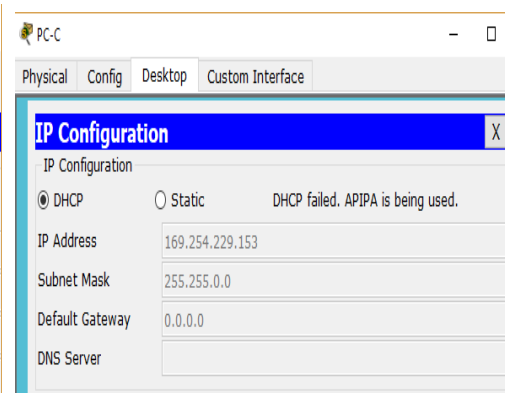 PC-C
Physical Config Desktop Custom Interface
IP Configuration X
IP Configuration
DHCP Static DHCP failed. APIPA is being used.
IP Address 169.254.229.153
Subnet Mask 255.255.0.0
Default Gateway 0.0.0.0
DNS Server